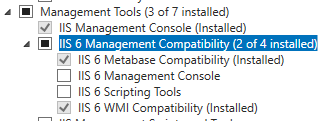 Management Tools (3 of 7 installed)
IIS Management Console (Installed)
IIS 6 Management Compatibility (2 of 4 installed)
IIS 6 Metabase Compatibility (Installed)
IIS 6 Management Console
IIS 6 Scripting Tools
IIS 6 WMI Compatibility (Installed)